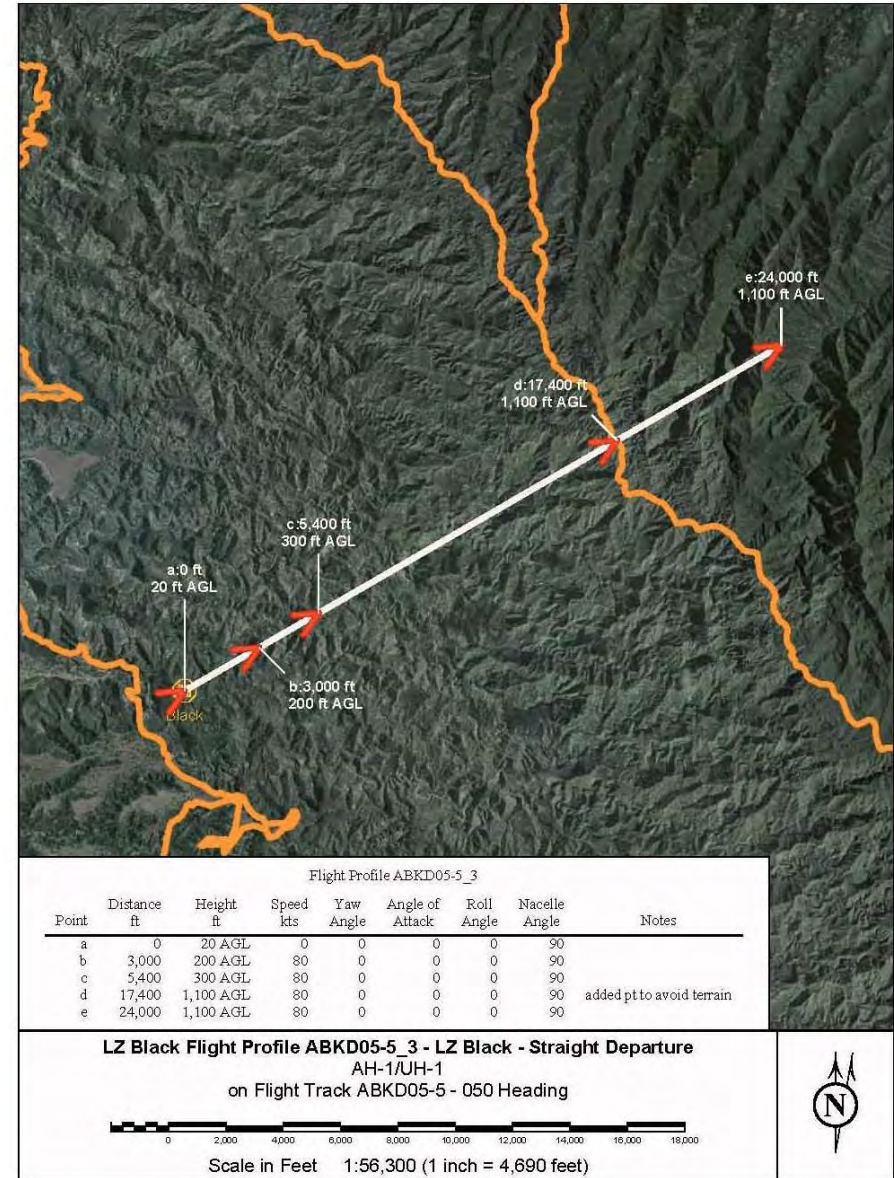 e:24,000 ft
1,100 ft AGL
d:17,400 ft
1,100 ft AGL
c:5,400 ft
300 ft AGL
a:0 ft
20 ft AGL
b:3,000 ft
200 ft AGL
Black
Flight Profile ABKD05-5_3
Point Distance ft Height ft Speed kts Yaw Angle Angle of Attack Roll Angle Nacelle Angle Notes
a 0 20 AGL 0 0 0 0 90
b 3,000 200 AGL 80 0 0 0 90
c 5,400 300 AGL 80 0 0 0 90
d 17,400 1,100 AGL 80 0 0 0 90 added pt to avoid terrain
e 24,000 1,100 AGL 80 0 0 0 90
LZ Black Flight Profile ABKD05-5_3 - LZ Black - Straight Departure
AH-1/UH-1
on Flight Track ABKD05-5 - 050 Heading
0 2,000 4,000 6,000 8,000 10,000 12,000 14,000 16,000 18,000
Scale in Feet 1:56,300 (1 inch = 4,690 feet)
N